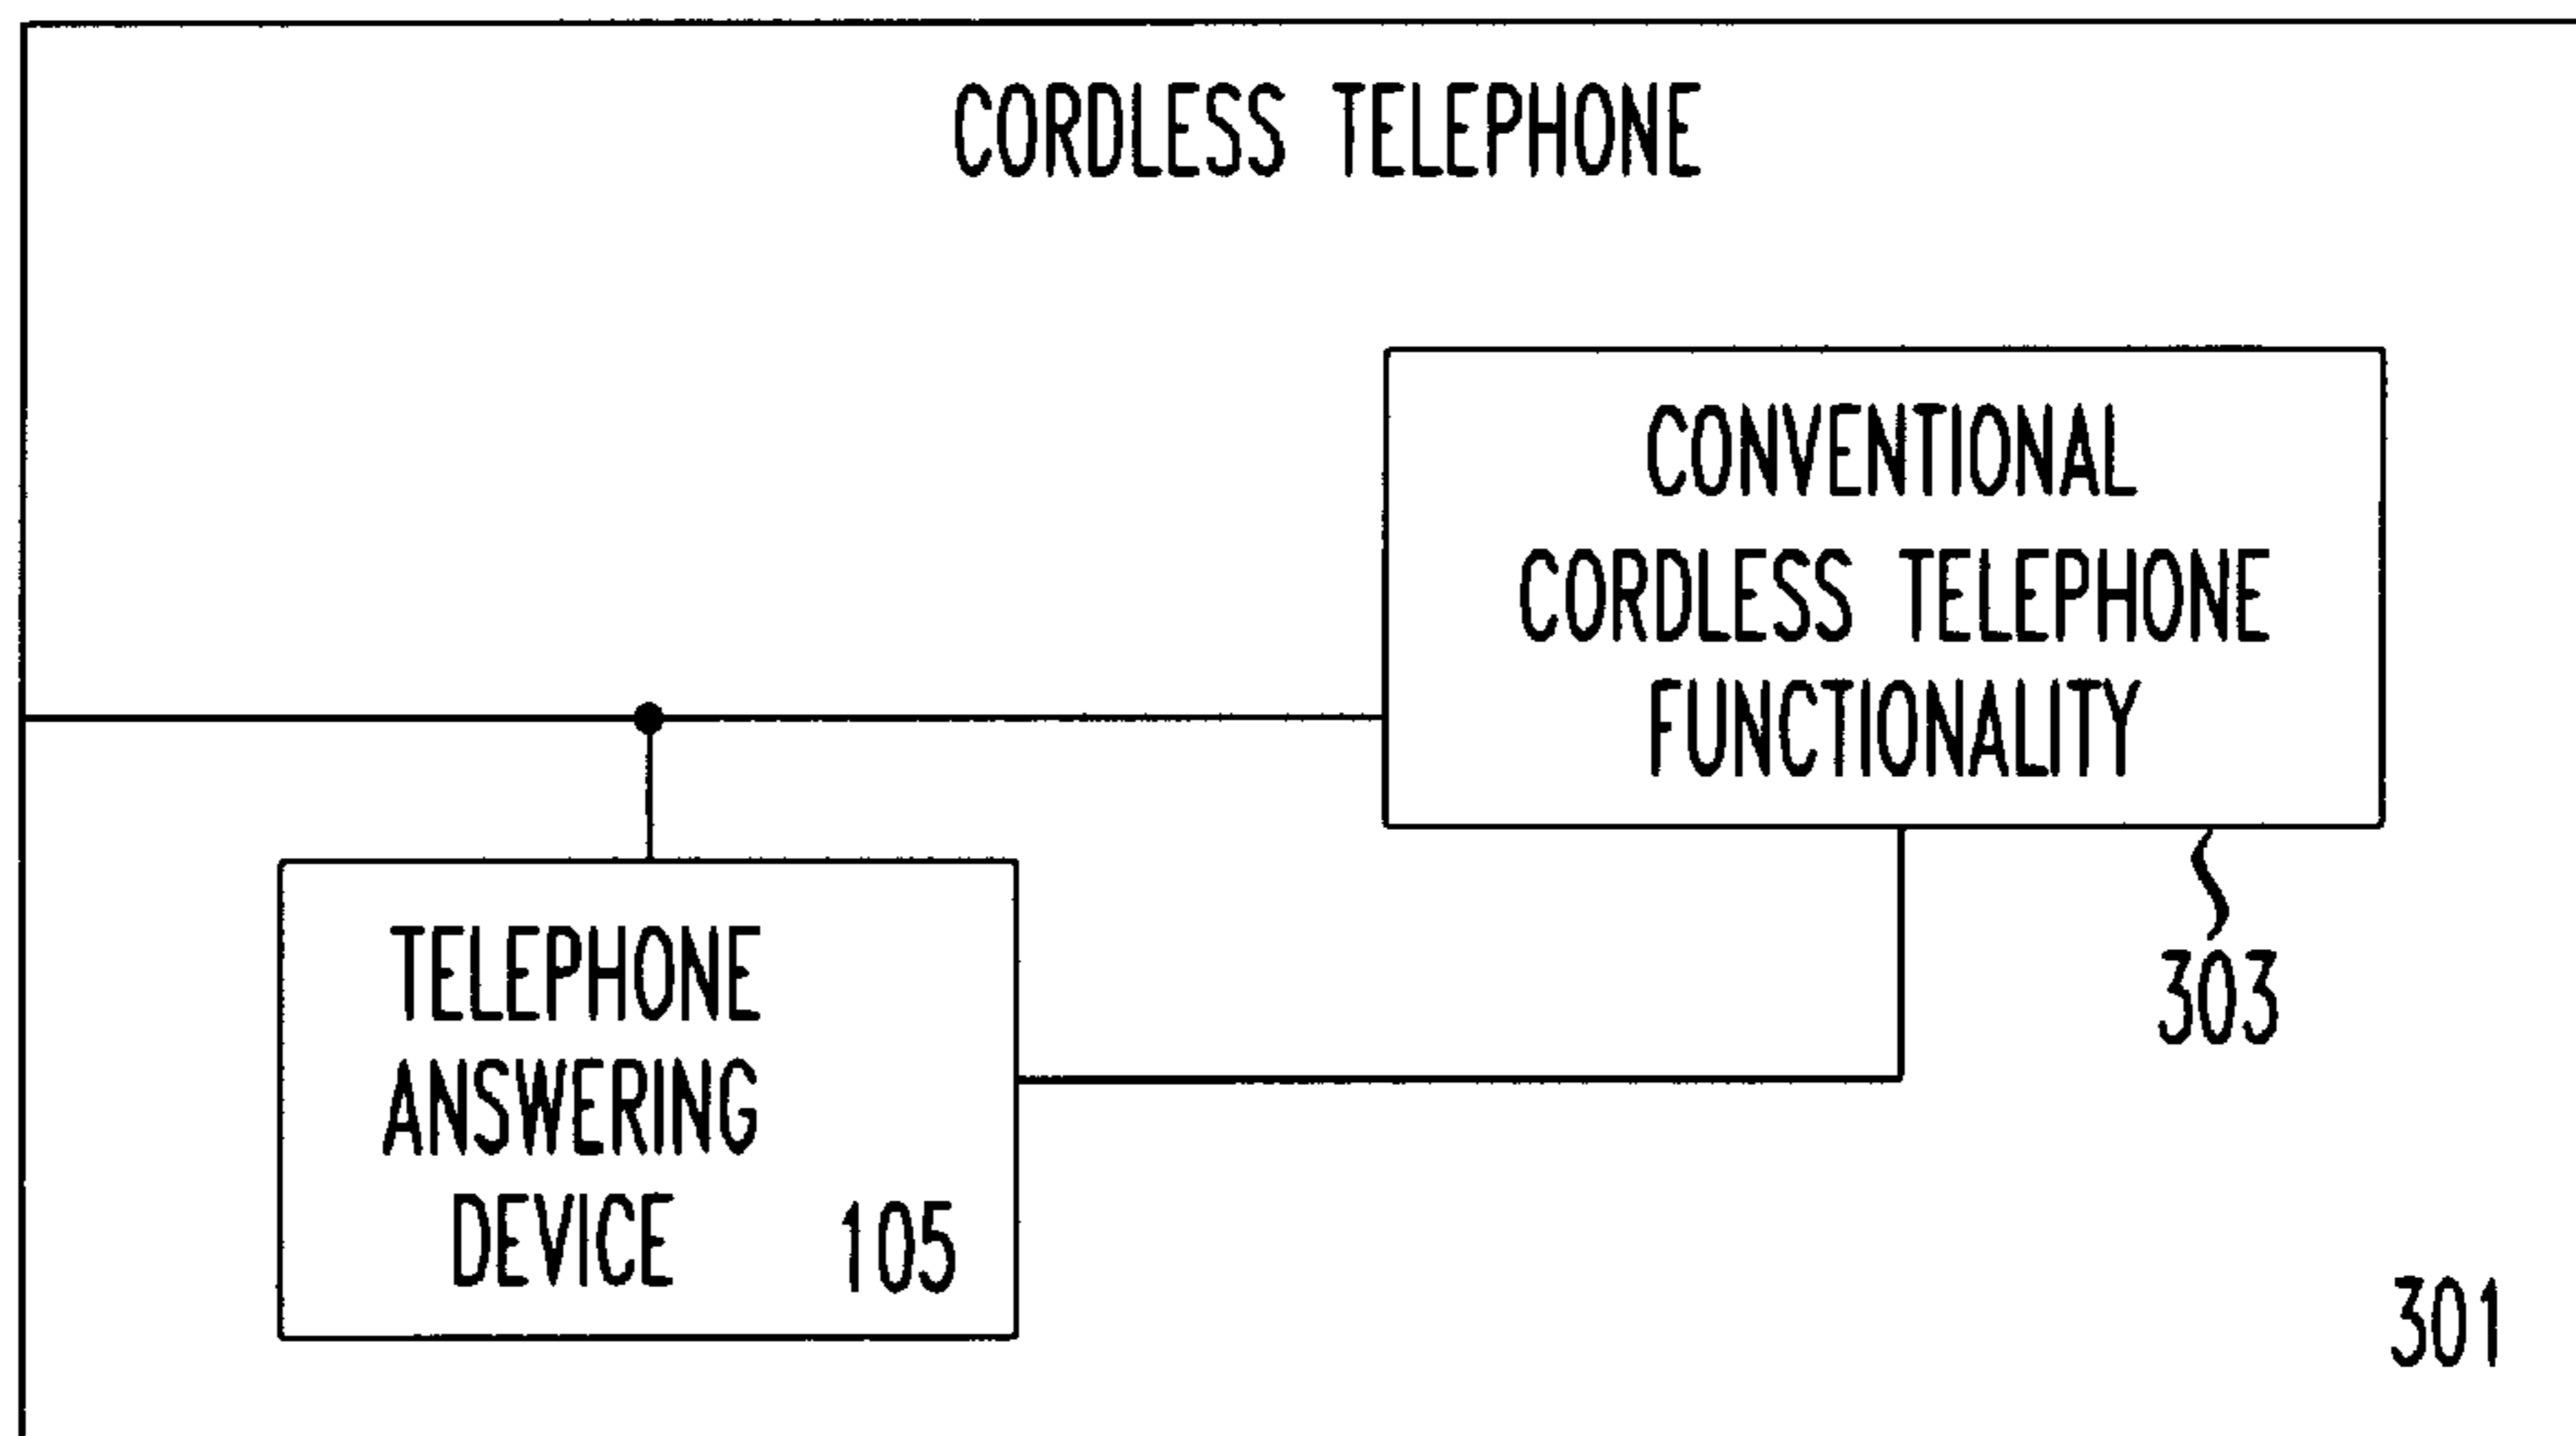 CORDLESS TELEPHONE
CONVENTIONAL
CORDLESS TELEPHONE
FUNCTIONALITY
303
TELEPHONE
ANSWERING
DEVICE 105
301